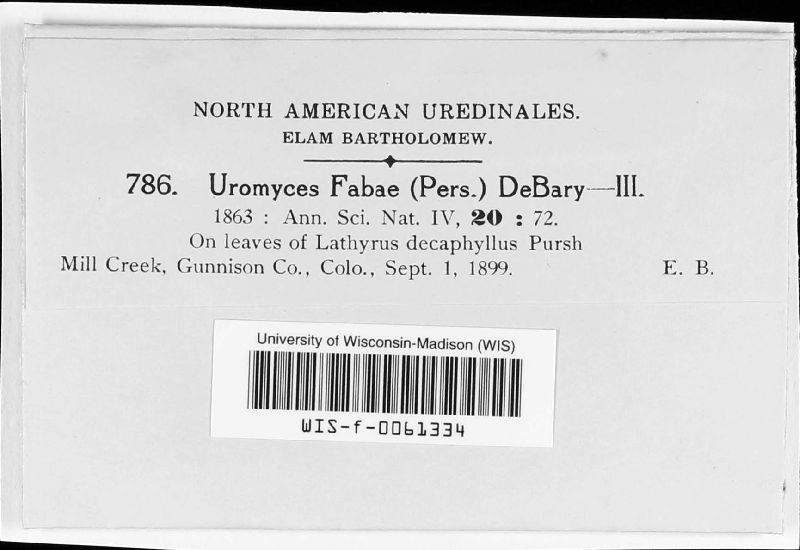 NORTH AMERICAN UREDINALES.
ELAM BARTHOLOMEW.
786. Uromyces Fabae (Pers.) DeBary—III.
1863 : Ann. Sci. Nat. IV, 20 : 72.
On leaves of Lathyrus decaphyllus Pursh
Mill Creek, Gunnison Co., Colo., Sept. 1, 1899. E. B.
University of Wisconsin-Madison (WIS)
WIS-f-0061334